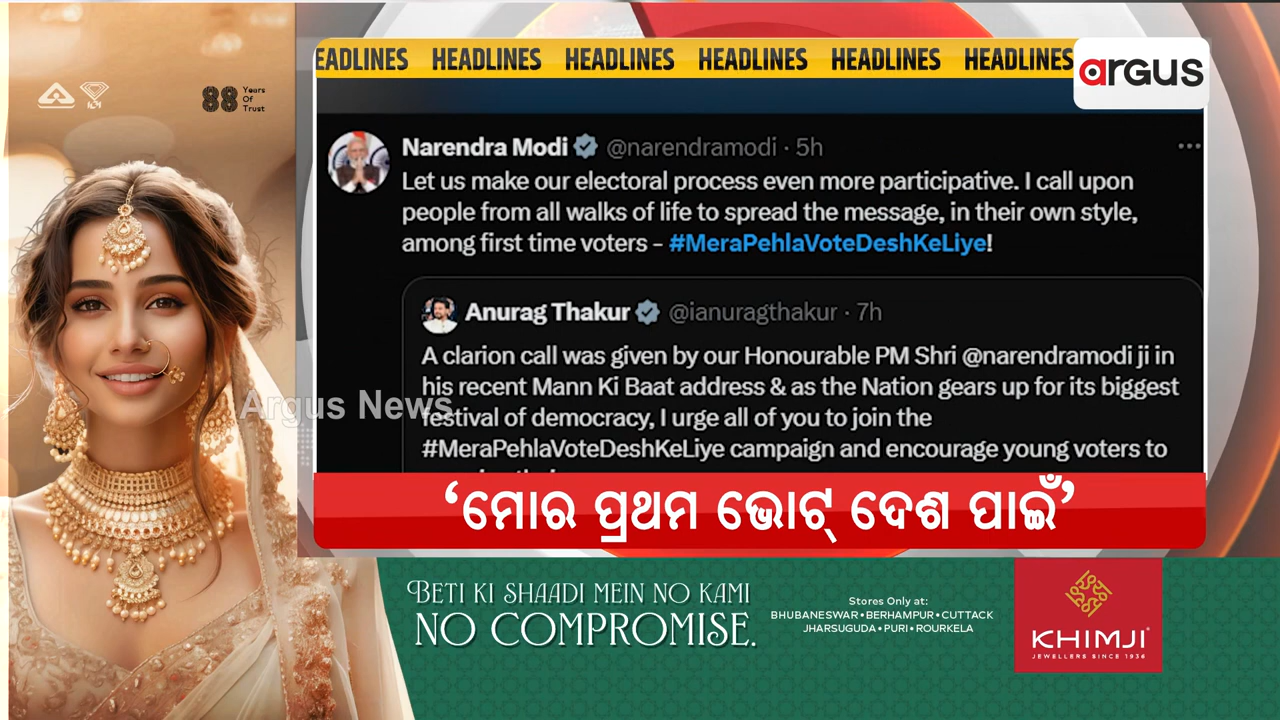 EADLINES HEADLINES HEADLINES HEADLINES HEADLINES HEADLINES
argus
88 Years Of Trust
Narendra Modi @narendramodi · 5h
Let us make our electoral process even more participative. I call upon
people from all walks of life to spread the message, in their own style,
among first time voters - #MeraPehlaVoteDeshKeLiye!
Anurag Thakur @ianuragthakur · 7h
A clarion call was given by our Honourable PM Shri @narendramodi ji in
his recent Mann Ki Baat address & as the Nation gears up for its biggest
festival of democracy, I urge all of you to join the
#MeraPehlaVoteDeshKeLiye campaign and encourage young voters to
Argus News
‘ମୋର ପ୍ରଥମ ଭୋଟ୍ ଦେଶ ପାଇଁ’
BETI KI SHAADI MEIN NO KAMI
NO COMPROMISE.
Stores Only at:
BHUBANESWAR • BERHAMPUR • CUTTACK
JHARSUGUDA • PURI • ROURKELA
KHIMJI
JEWELLERS SINCE 1936